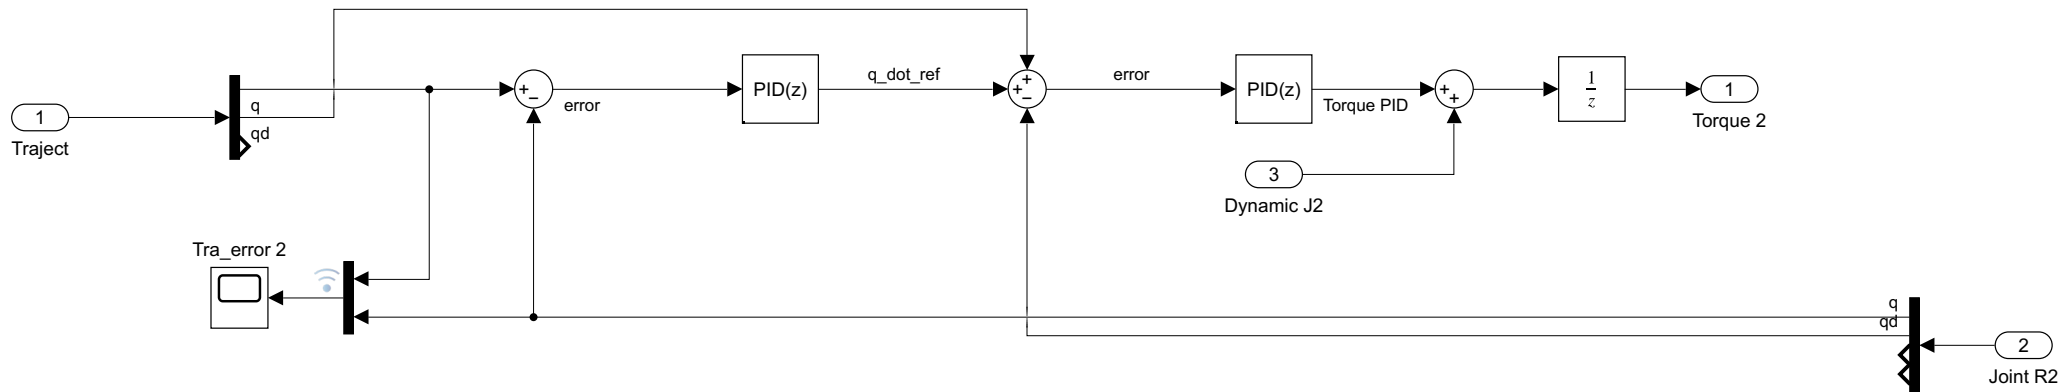 1
Traject
q
qd
+
−
error
PID(z)
q_dot_ref
+
+
−
error
PID(z)
Torque PID
+
+
1
z
1
Torque 2
3
Dynamic J2
Tra_error 2
q
qd
2
Joint R2